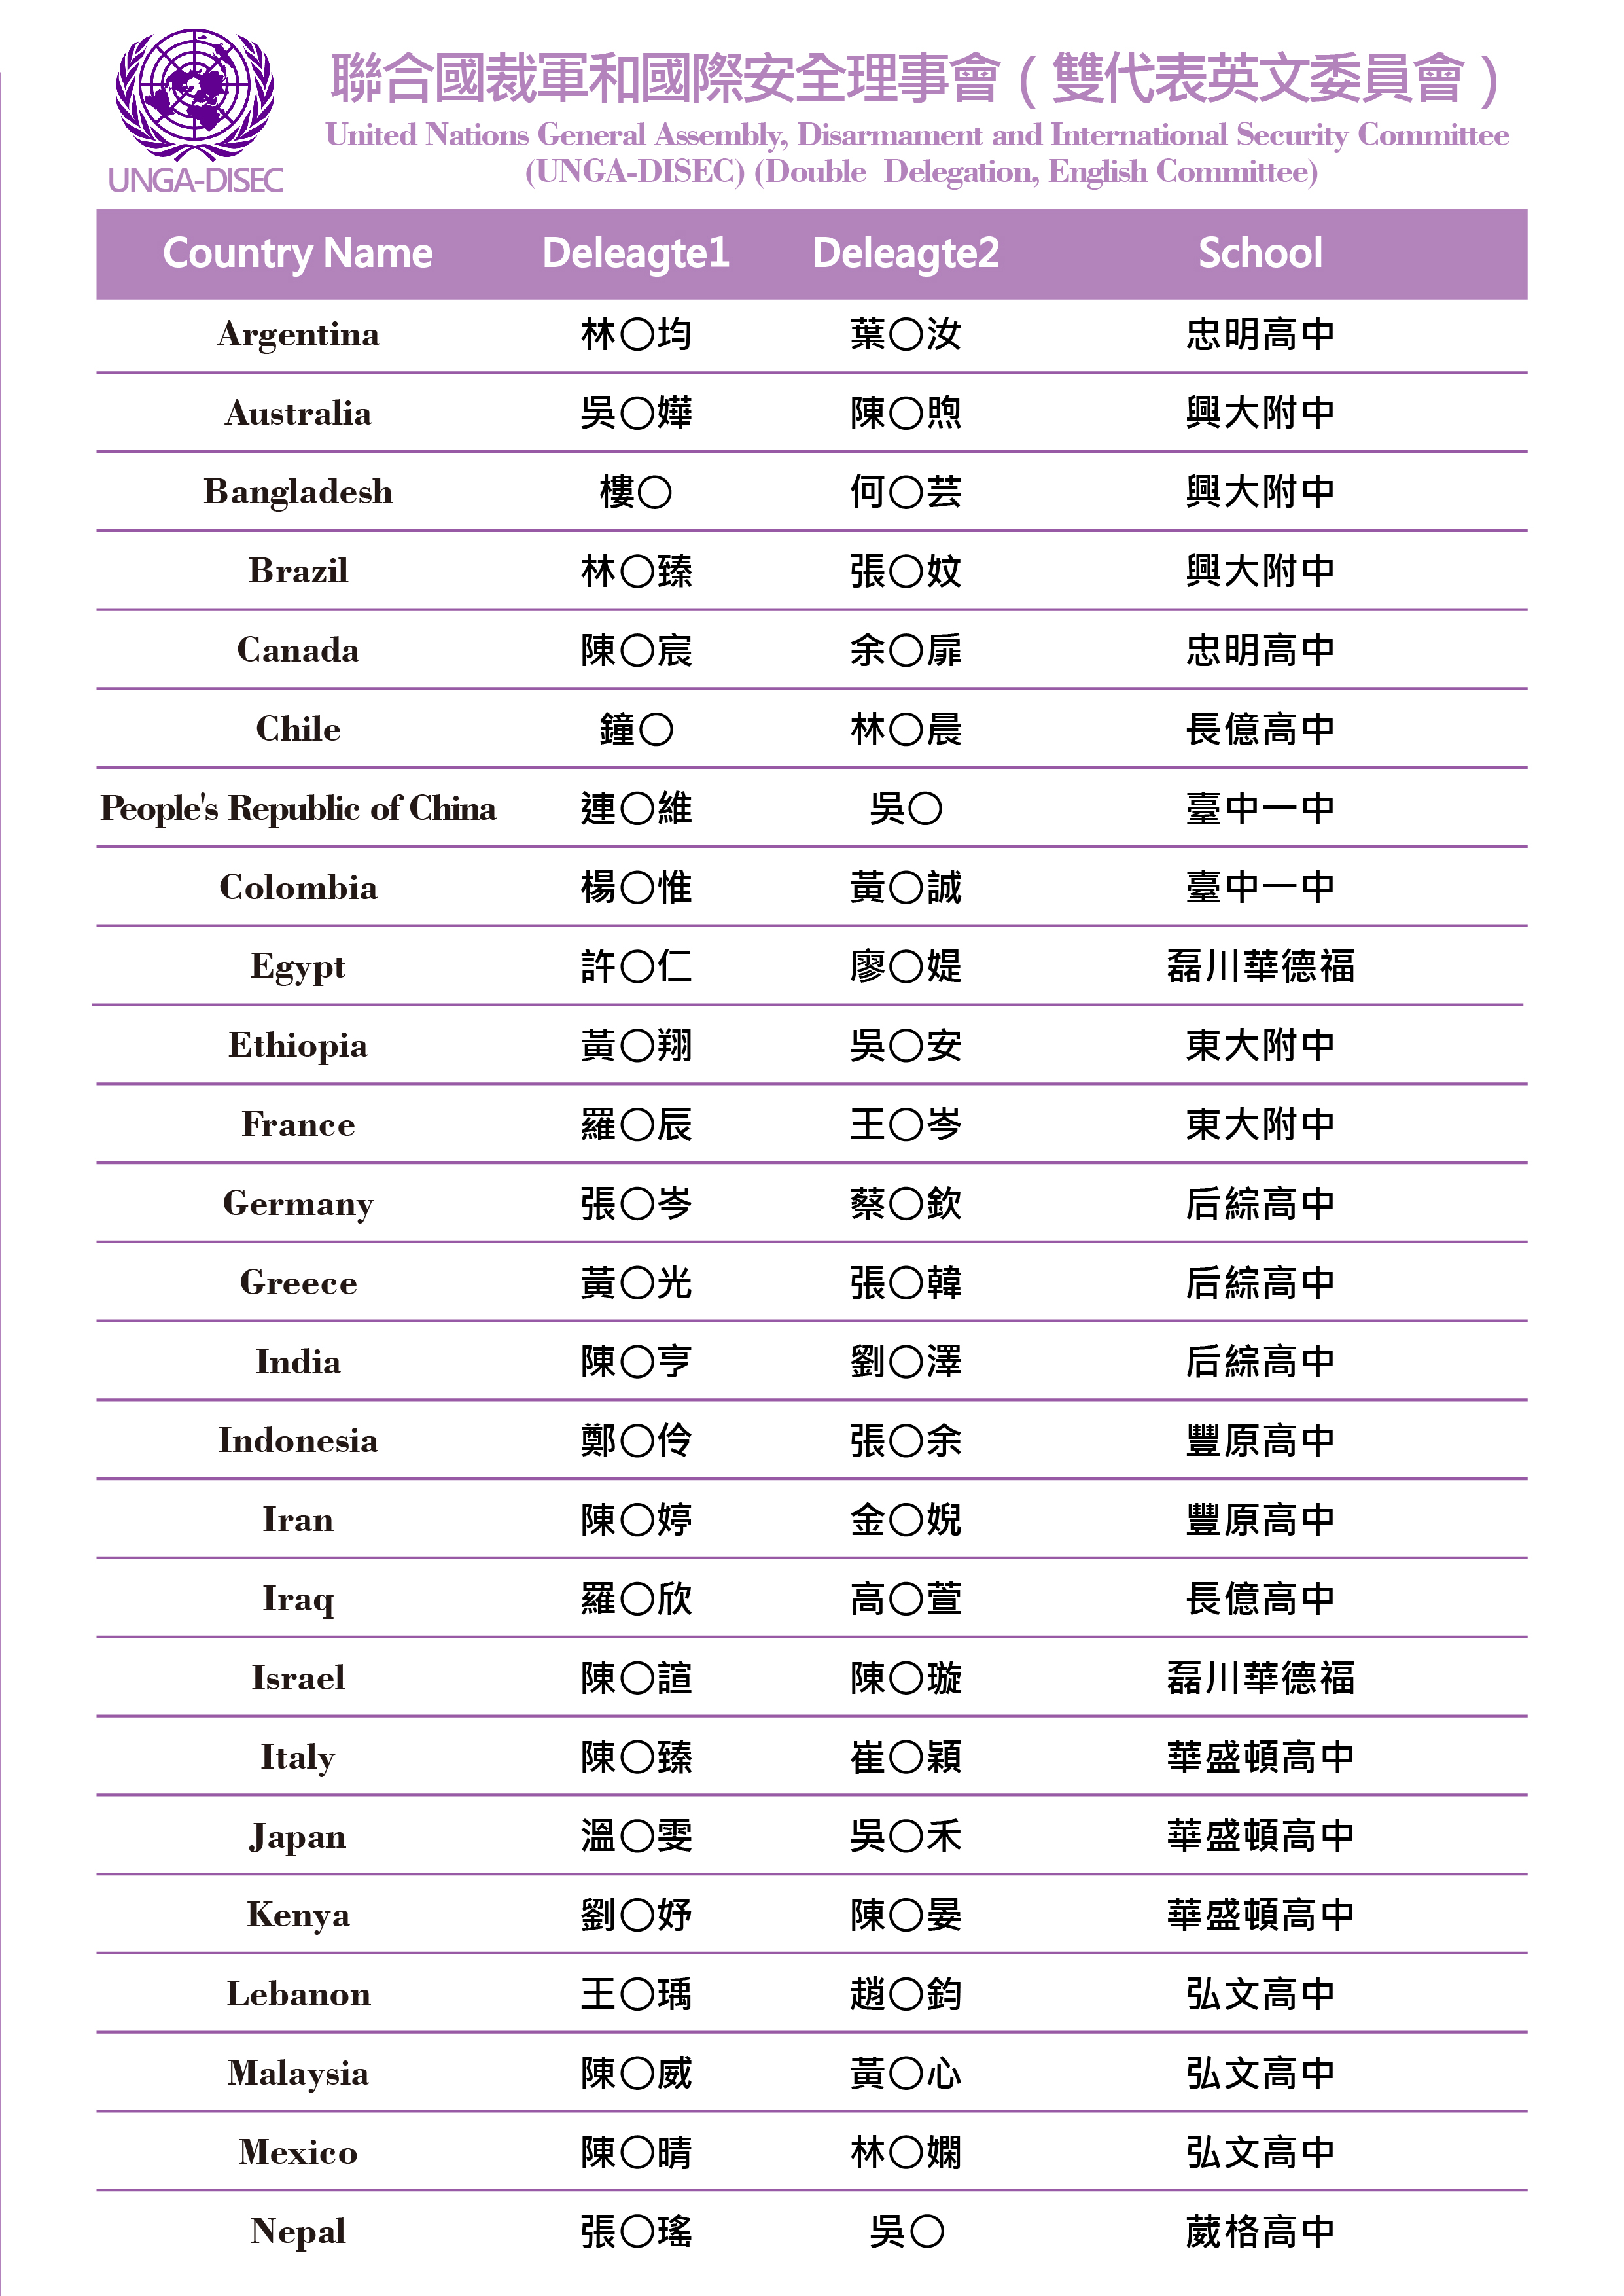 聯合國裁軍和國際安全理事會(雙代表英文委員會)
United Nations General Assembly, Disarmament and International Security Committee
(UNGA-DISEC) (Double Delegation, English Committee)
UNGA-DISEC
Country Name Deleagte1 Deleagte2 School
Argentina 林〇均 葉〇汝 忠明高中
Australia 吳〇嬅 陳〇煦 興大附中
Bangladesh 樓〇 何〇芸 興大附中
Brazil 林〇臻 張〇妏 興大附中
Canada 陳〇宸 余〇扉 忠明高中
Chile 鐘〇 林〇晨 長億高中
People's Republic of China 連〇維 吳〇 臺中一中
Colombia 楊〇惟 黃〇誠 臺中一中
Egypt 許〇仁 廖〇媞 磊川華德福
Ethiopia 黃〇翔 吳〇安 東大附中
France 羅〇辰 王〇岑 東大附中
Germany 張〇岑 蔡〇欽 后綜高中
Greece 黃〇光 張〇韓 后綜高中
India 陳〇亨 劉〇澤 后綜高中
Indonesia 鄭〇伶 張〇余 豐原高中
Iran 陳〇婷 金〇婗 豐原高中
Iraq 羅〇欣 高〇萱 長億高中
Israel 陳〇諠 陳〇璇 磊川華德福
Italy 陳〇臻 崔〇穎 華盛頓高中
Japan 溫〇雯 吳〇禾 華盛頓高中
Kenya 劉〇妤 陳〇晏 華盛頓高中
Lebanon 王〇瑀 趙〇鈞 弘文高中
Malaysia 陳〇威 黃〇心 弘文高中
Mexico 陳〇晴 林〇嫻 弘文高中
Nepal 張〇瑤 吳〇 葳格高中